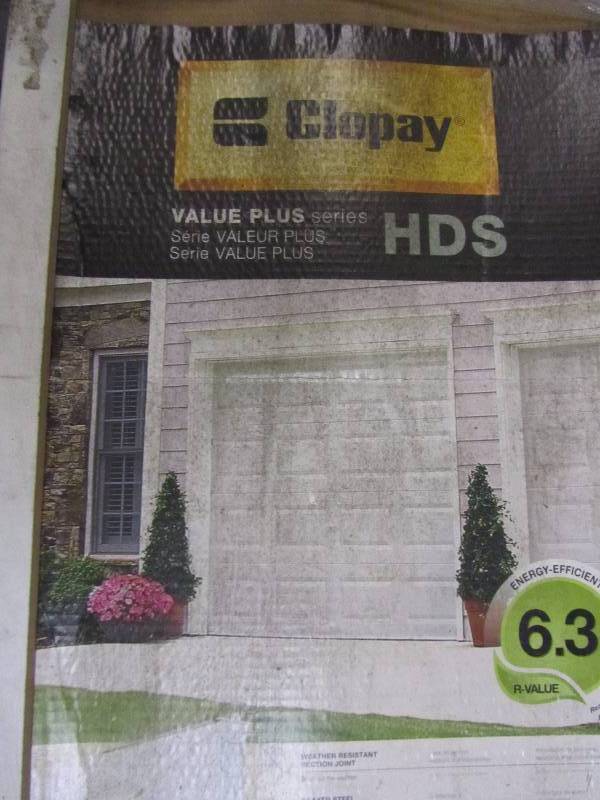 Clopay®
VALUE PLUS series
Série VALEUR PLUS
Serie VALUE PLUS
HDS
ENERGY-EFFICIENT
6.3
R-VALUE
WEATHER RESISTANT
SECTION JOINT
STEEL